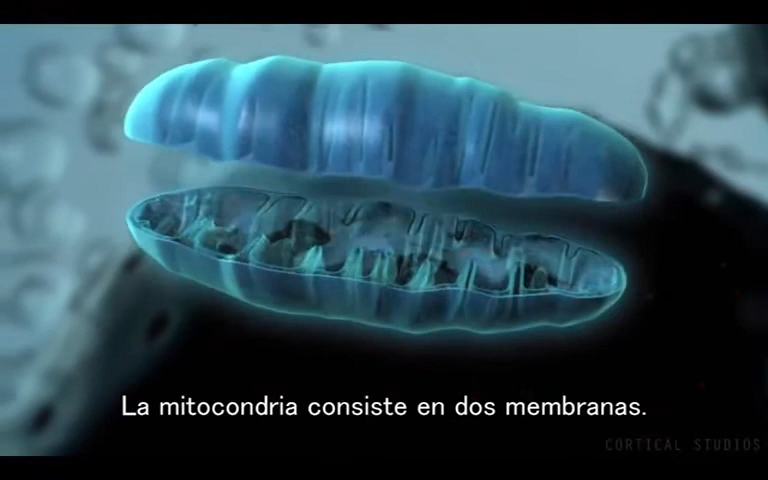 La mitocondria consiste en dos membranas.
CORTICAL STUDIOS